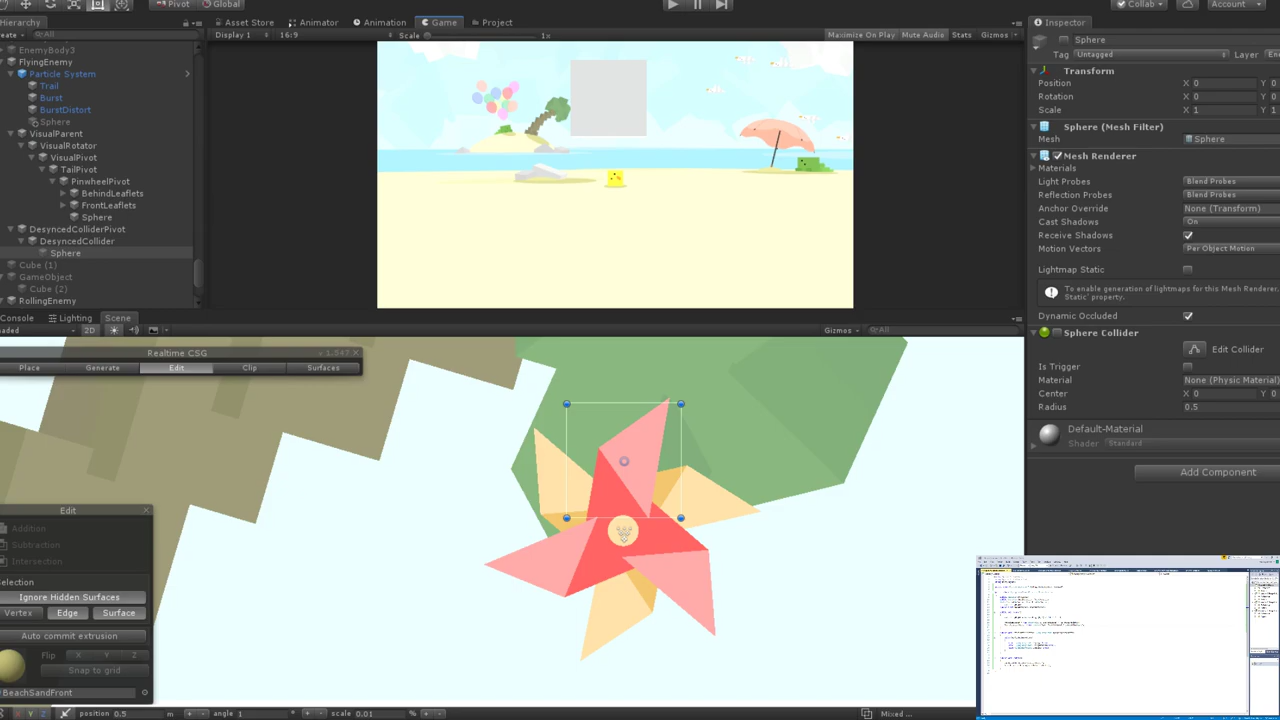 Pivot Global Collab Account
Hierarchy Asset Store Animator Animation Game Project Inspector
All Display 1 16:9 Scale 1x Maximize On Play Mute Audio Stats Gizmos Sphere
EnemyBody3
FlyingEnemy
Particle System
Trail
Burst
BurstDistort
Sphere
VisualParent
VisualRotator
VisualPivot
TailPivot
PinwheelPivot
BehindLeaflets
FrontLeaflets
Sphere
DesyncedColliderPivot
DesyncedCollider
Sphere
Cube (1)
GameObject
Cube (2)
RollingEnemy
Console Lighting Scene
2D Gizmos All
Realtime CSG v 1.547
Place Generate Edit Clip Surfaces
Edit
Addition
Subtraction
Intersection
Selection
Ignore Hidden Surfaces
Vertex Edge Surface
Auto commit extrusion
Flip X Y Z
Snap to grid
BeachSandFront
X Y Z position 0.5 m angle 1 ° scale 0.01 % Mixed ...
Tag Untagged Layer
Transform
Position X 0 Y 0
Rotation X 0 Y 0
Scale X 1 Y 1
Sphere (Mesh Filter)
Mesh Sphere
Mesh Renderer
Materials
Light Probes Blend Probes
Reflection Probes Blend Probes
Anchor Override None (Transform)
Cast Shadows On
Receive Shadows
Motion Vectors Per Object Motion
Lightmap Static
To enable generation of lightmaps for this Mesh Renderer,
Static' property.
Dynamic Occluded
Sphere Collider
Edit Collider
Is Trigger
Material None (Physic Material)
Center X 0 Y 0
Radius 0.5
Default-Material
Shader Standard
Add Component